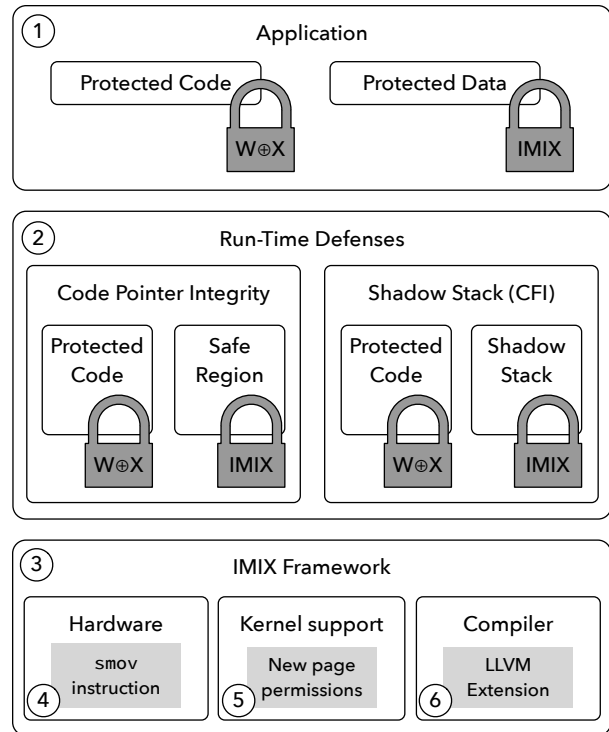 1
Application
Protected Code
Protected Data
W⊕X
IMIX
2
Run-Time Defenses
Code Pointer Integrity
Protected
Code
Safe
Region
W⊕X
IMIX
Shadow Stack (CFI)
Protected
Code
Shadow
Stack
W⊕X
IMIX
3
IMIX Framework
Hardware
smov
instruction
4
Kernel support
New page
permissions
5
Compiler
LLVM
Extension
6